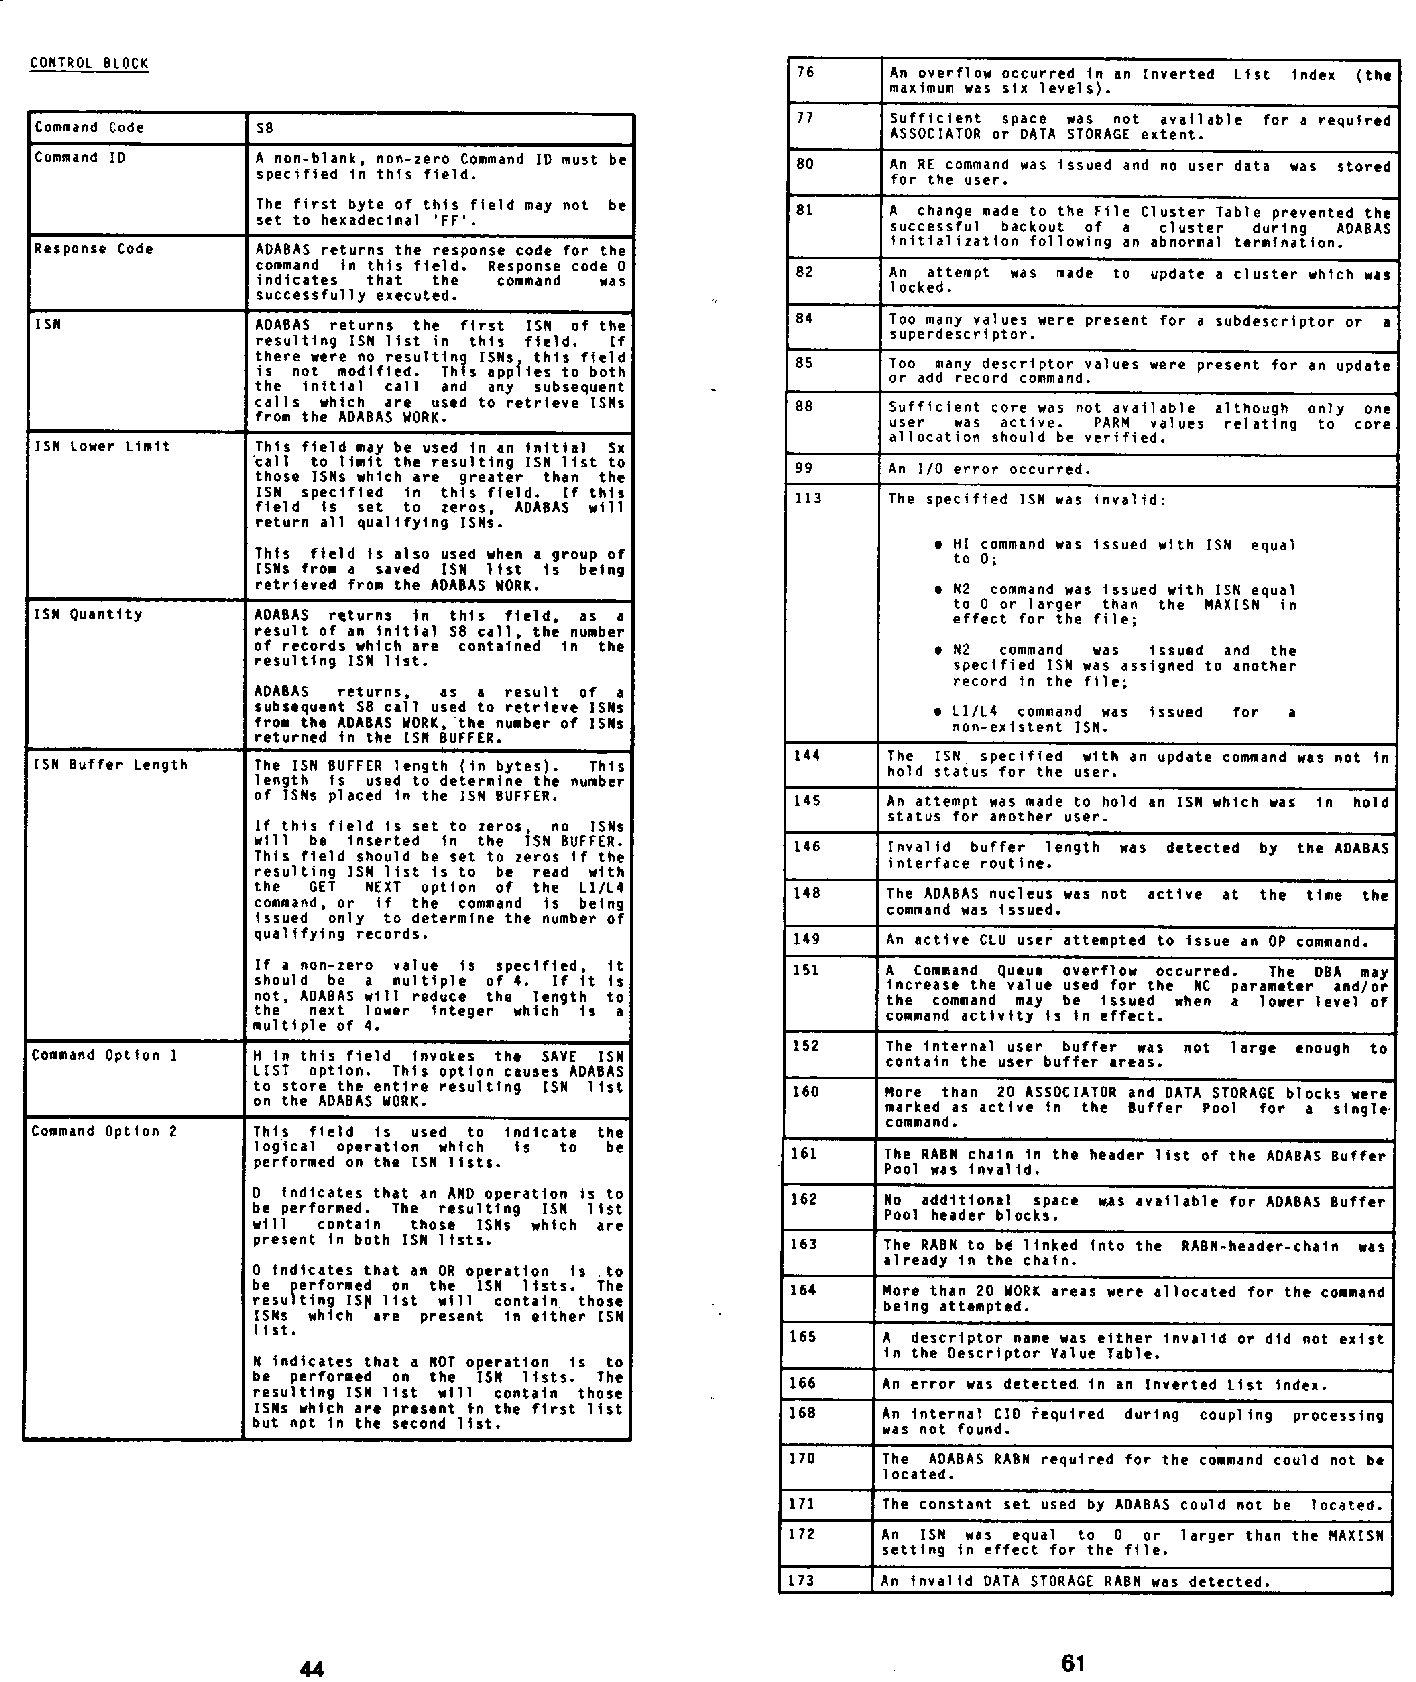 CONTROL BLOCK
Command Code
S8
Command ID
A non-blank, non-zero Command ID must be
specified in this field.
The first byte of this field may not be
set to hexadecimal 'FF'.
Response Code
ADABAS returns the response code for the
command in this field. Response code 0
indicates that the command was
successfully executed.
ISN
ADABAS returns the first ISN of the
resulting ISN list in this field. If
there were no resulting ISNs, this field
is not modified. This applies to both
the initial call and any subsequent
calls which are used to retrieve ISNs
from the ADABAS WORK.
ISN Lower Limit
This field may be used in an initial Sx
call to limit the resulting ISN list to
those ISNs which are greater than the
ISN specified in this field. If this
field is set to zeros, ADABAS will
return all qualifying ISNs.
This field is also used when a group of
ISNs from a saved ISN list is being
retrieved from the ADABAS WORK.
ISN Quantity
ADABAS returns in this field, as a
result of an initial S8 call, the number
of records which are contained in the
resulting ISN list.
ADABAS returns, as a result of a
subsequent S8 call used to retrieve ISNs
from the ADABAS WORK, the number of ISNs
returned in the ISN BUFFER.
ISN Buffer Length
The ISN BUFFER length (in bytes). This
length is used to determine the number
of ISNs placed in the ISN BUFFER.
If this field is set to zeros, no ISNs
will be inserted in the ISN BUFFER.
This field should be set to zeros if the
resulting ISN list is to be read with
the GET NEXT option of the L1/L4
command, or if the command is being
issued only to determine the number of
qualifying records.
If a non-zero value is specified, it
should be a multiple of 4. If it is
not, ADABAS will reduce the length to
the next lower integer which is a
multiple of 4.
Command Option 1
H in this field invokes the SAVE ISN
LIST option. This option causes ADABAS
to store the entire resulting ISN list
on the ADABAS WORK.
Command Option 2
This field is used to indicate the
logical operation which is to be
performed on the ISN lists.
D indicates that an AND operation is to
be performed. The resulting ISN list
will contain those ISNs which are
present in both ISN lists.
O indicates that an OR operation is to
be performed on the ISN lists. The
resulting ISN list will contain those
ISNs which are present in either ISN
list.
N indicates that a NOT operation is to
be performed on the ISN lists. The
resulting ISN list will contain those
ISNs which are present in the first list
but not in the second list.
44
76
An overflow occurred in an Inverted List index (the
maximum was six levels).
77
Sufficient space was not available for a required
ASSOCIATOR or DATA STORAGE extent.
80
An RE command was issued and no user data was stored
for the user.
81
A change made to the File Cluster Table prevented the
successful backout of a cluster during ADABAS
initialization following an abnormal termination.
82
An attempt was made to update a cluster which was
locked.
84
Too many values were present for a subdescriptor or a
superdescriptor.
85
Too many descriptor values were present for an update
or add record command.
88
Sufficient core was not available although only one
user was active. PARM values relating to core
allocation should be verified.
99
An I/O error occurred.
113
The specified ISN was invalid:
● HI command was issued with ISN equal
to 0;
● N2 command was issued with ISN equal
to 0 or larger than the MAXISN in
effect for the file;
● N2 command was issued and the
specified ISN was assigned to another
record in the file;
● L1/L4 command was issued for a
non-existent ISN.
144
The ISN specified with an update command was not in
hold status for the user.
145
An attempt was made to hold an ISN which was in hold
status for another user.
146
Invalid buffer length was detected by the ADABAS
interface routine.
148
The ADABAS nucleus was not active at the time the
command was issued.
149
An active CLU user attempted to issue an OP command.
151
A Command Queue overflow occurred. The DBA may
increase the value used for the NC parameter and/or
the command may be issued when a lower level of
command activity is in effect.
152
The internal user buffer was not large enough to
contain the user buffer areas.
160
More than 20 ASSOCIATOR and DATA STORAGE blocks were
marked as active in the Buffer Pool for a single
command.
161
The RABN chain in the header list of the ADABAS Buffer
Pool was invalid.
162
No additional space was available for ADABAS Buffer
Pool header blocks.
163
The RABN to be linked into the RABN-header-chain was
already in the chain.
164
More than 20 WORK areas were allocated for the command
being attempted.
165
A descriptor name was either invalid or did not exist
in the Descriptor Value Table.
166
An error was detected in an Inverted List index.
168
An internal CID required during coupling processing
was not found.
170
The ADABAS RABN required for the command could not be
located.
171
The constant set used by ADABAS could not be located.
172
An ISN was equal to 0 or larger than the MAXISN
setting in effect for the file.
173
An invalid DATA STORAGE RABN was detected.
61